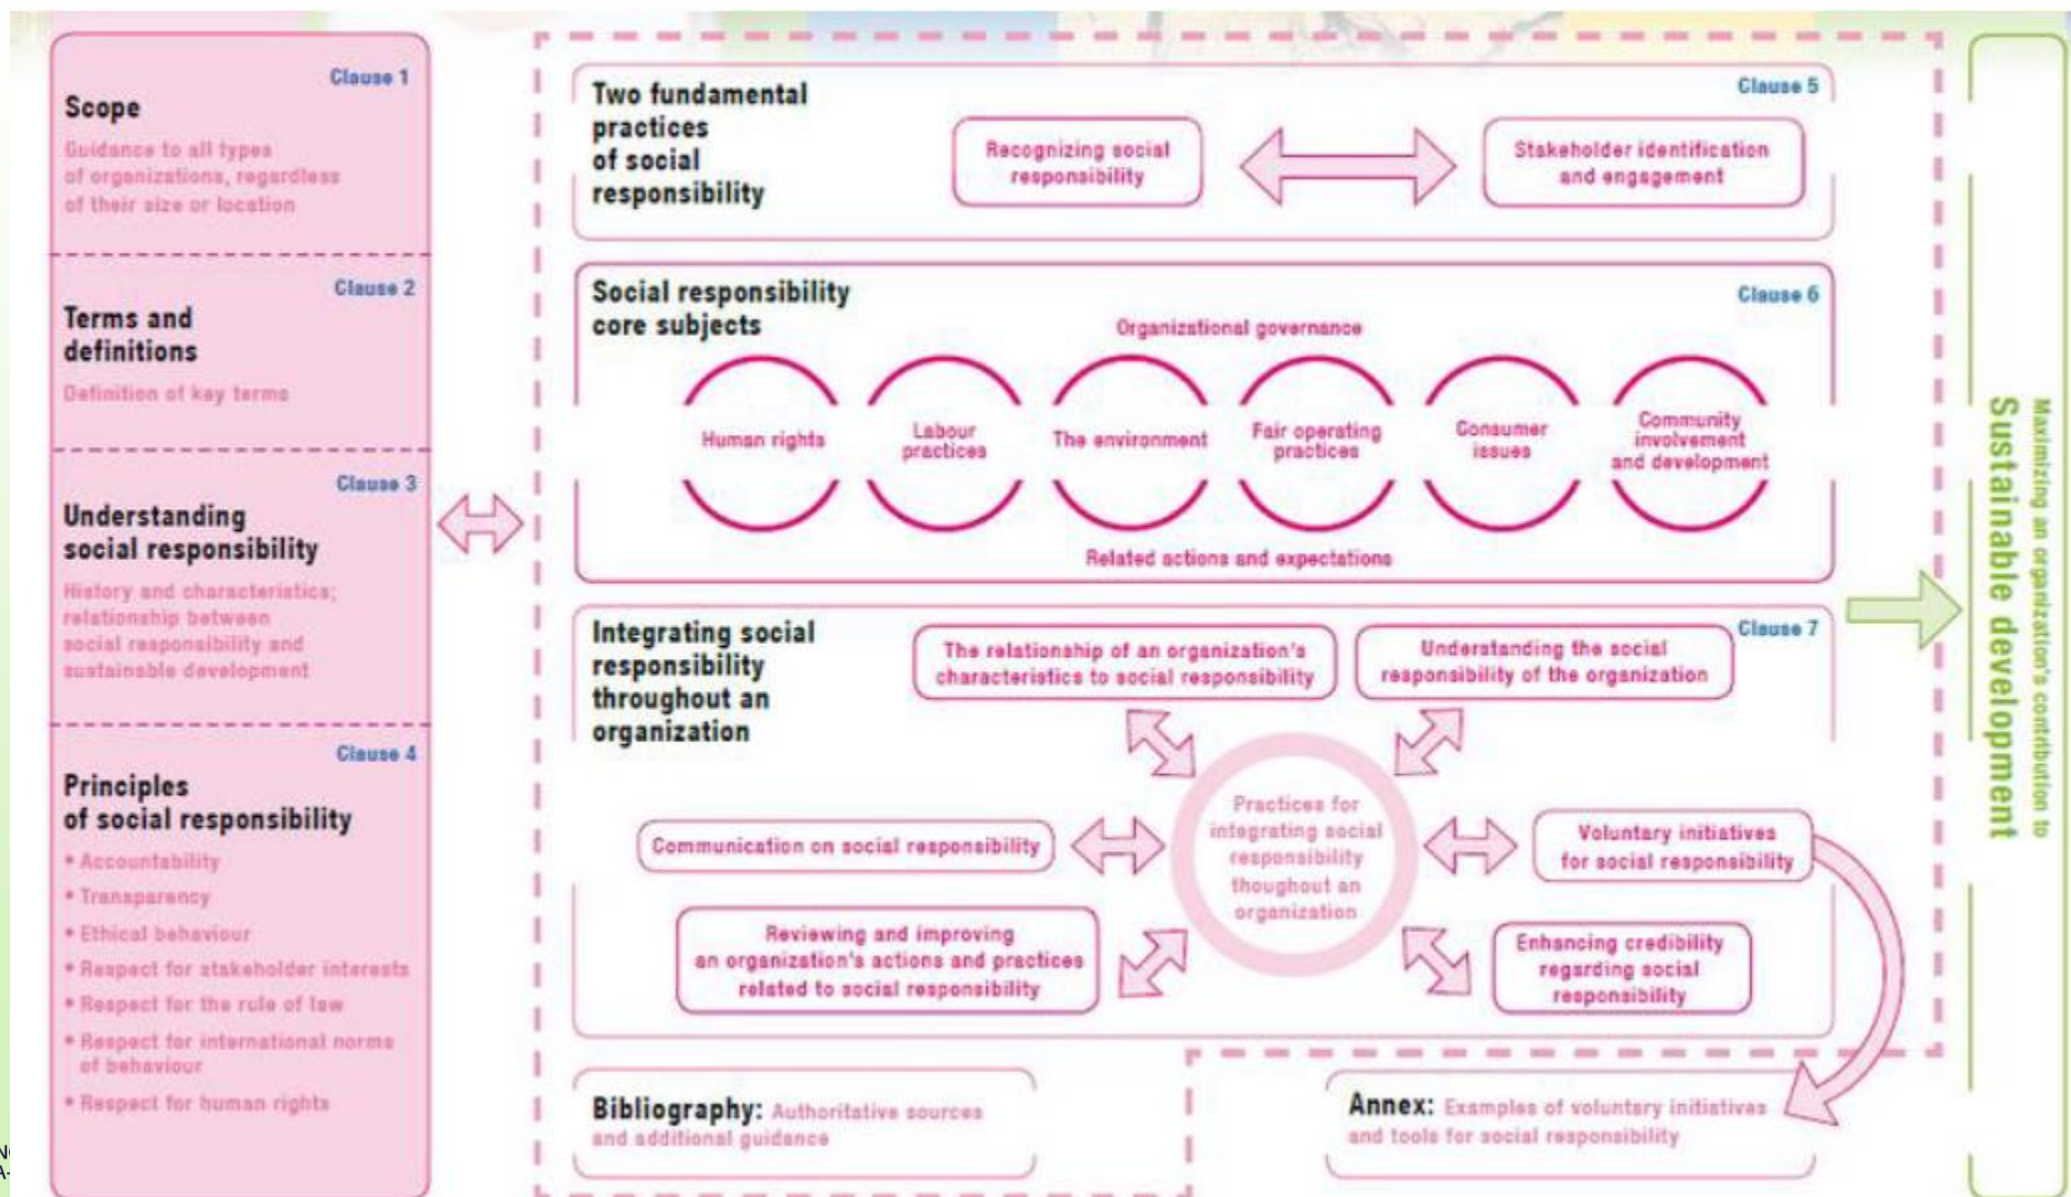 Clause 1
Scope
Guidance to all types
of organizations, regardless
of their size or location
Clause 2
Terms and
definitions
Definition of key terms
Clause 3
Understanding
social responsibility
History and characteristics;
relationship between
social responsibility and
sustainable development
Clause 4
Principles
of social responsibility
• Accountability
• Transparency
• Ethical behaviour
• Respect for stakeholder interests
• Respect for the rule of law
• Respect for international norms
of behaviour
• Respect for human rights
Two fundamental
practices
of social
responsibility
Clause 5
Recognizing social
responsibility
Stakeholder identification
and engagement
Social responsibility
core subjects
Clause 6
Organizational governance
Human rights
Labour
practices
The environment
Fair operating
practices
Consumer
issues
Community
involvement
and development
Related actions and expectations
Integrating social
responsibility
throughout an
organization
Clause 7
The relationship of an organization's
characteristics to social responsibility
Understanding the social
responsibility of the organization
Practices for
integrating social
responsibility
thoughout an
organization
Communication on social responsibility
Voluntary initiatives
for social responsibility
Reviewing and improving
an organization's actions and practices
related to social responsibility
Enhancing credibility
regarding social
responsibility
Bibliography: Authoritative sources
and additional guidance
Annex: Examples of voluntary initiatives
and tools for social responsibility
Maximizing an organization's contribution to
Sustainable development